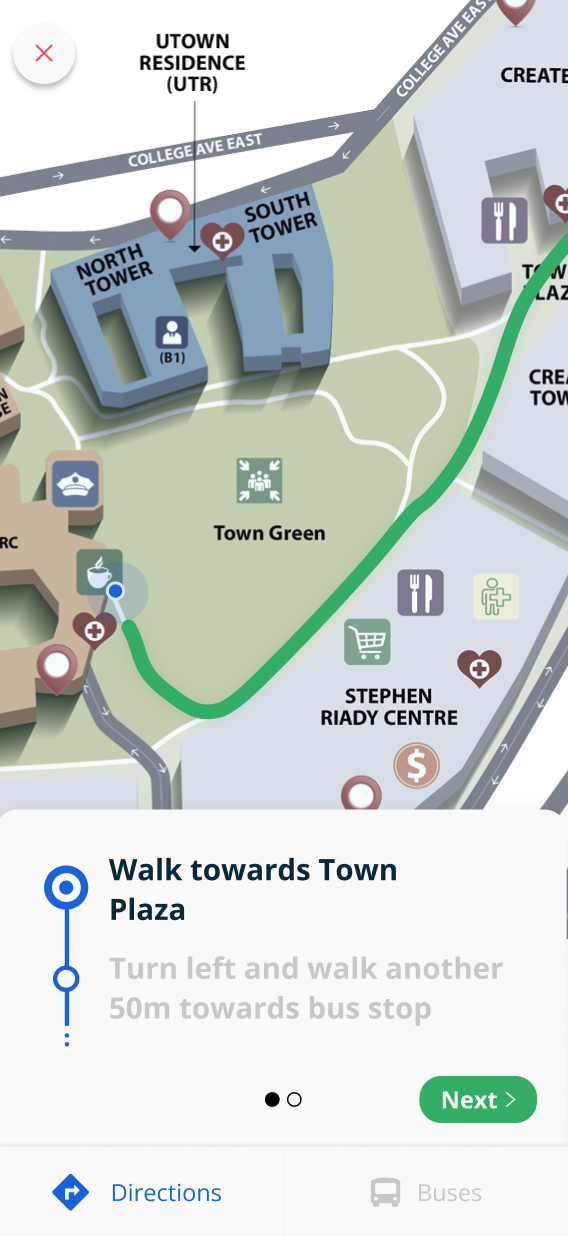 UTOWN
RESIDENCE
(UTR)
COLLEGE AVE EAST
CREATE
COLLEGE AVE EAST
SOUTH
TOWER
NORTH
TOWER
(B1)
Town Green
RC
STEPHEN
RIADY CENTRE
$
Walk towards Town
Plaza
Turn left and walk another
50m towards bus stop
Next >
Directions
Buses